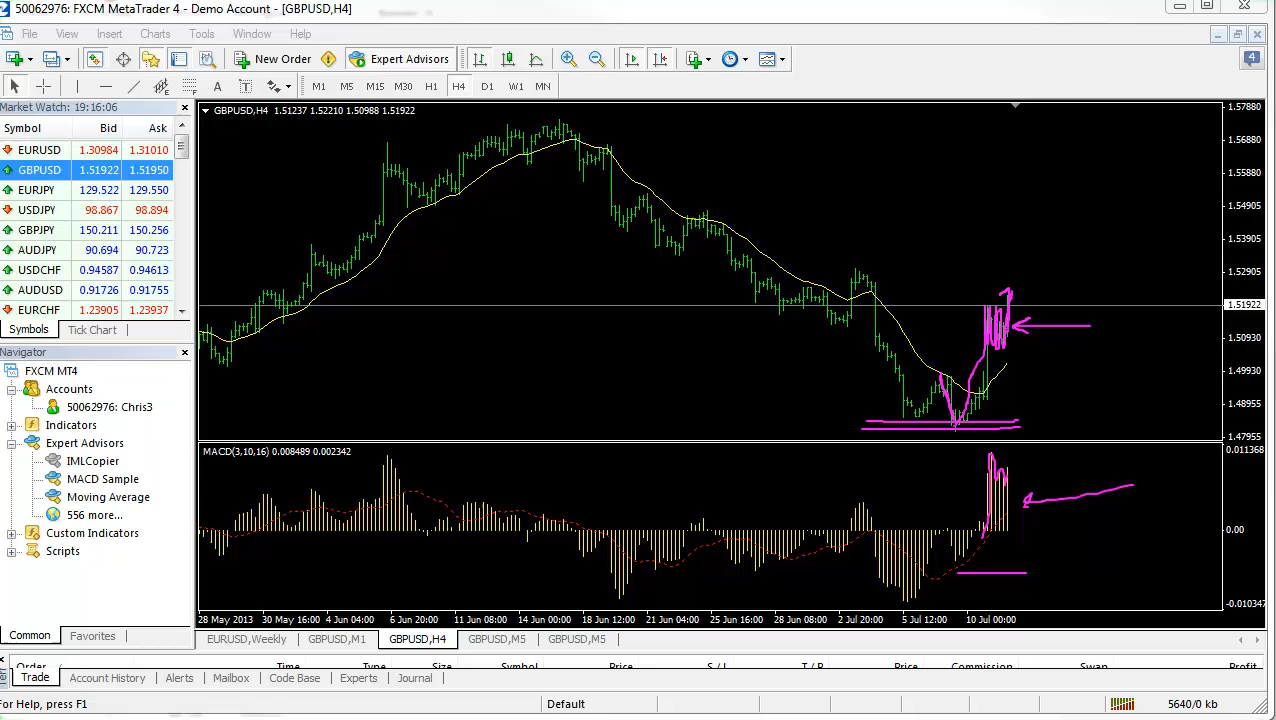 50062976: FXCM MetaTrader 4 - Demo Account - [GBPUSD,H4]
File View Insert Charts Tools Window Help
New Order Expert Advisors 4
A T M1 M5 M15 M30 H1 H4 D1 W1 MN
Market Watch: 19:16:06
Symbol Bid Ask
EURUSD 1.30984 1.31010
GBPUSD 1.51922 1.51950
EURJPY 129.522 129.550
USDJPY 98.867 98.894
GBPJPY 150.211 150.256
AUDJPY 90.694 90.723
USDCHF 0.94587 0.94613
AUDUSD 0.91726 0.91755
EURCHF 1.23905 1.23937
Symbols Tick Chart
Navigator
FXCM MT4
Accounts
50062976: Chris3
Indicators
Expert Advisors
IMLCopier
MACD Sample
Moving Average
556 more...
Custom Indicators
Scripts
Common Favorites
GBPUSD,H4 1.51237 1.52210 1.50988 1.51922
1.57880
1.56880
1.55880
1.54905
1.53905
1.52905
1.51922
1.50930
1.49930
1.48955
1.47955
MACD(3,10,16) 0.008489 0.002342
0.011368
0.00
-0.010347
28 May 2013 30 May 16:00 4 Jun 04:00 6 Jun 20:00 11 Jun 08:00 14 Jun 00:00 18 Jun 12:00 21 Jun 04:00 25 Jun 16:00 28 Jun 08:00 2 Jul 20:00 5 Jul 12:00 10 Jul 00:00
EURUSD,Weekly GBPUSD,M1 GBPUSD,H4 GBPUSD,M5 GBPUSD,M5
Order Time Type Size Symbol Price S / L T / P Price Commission Swap Profit
Trade Account History Alerts Mailbox Code Base Experts Journal
For Help, press F1 Default 5640/0 kb